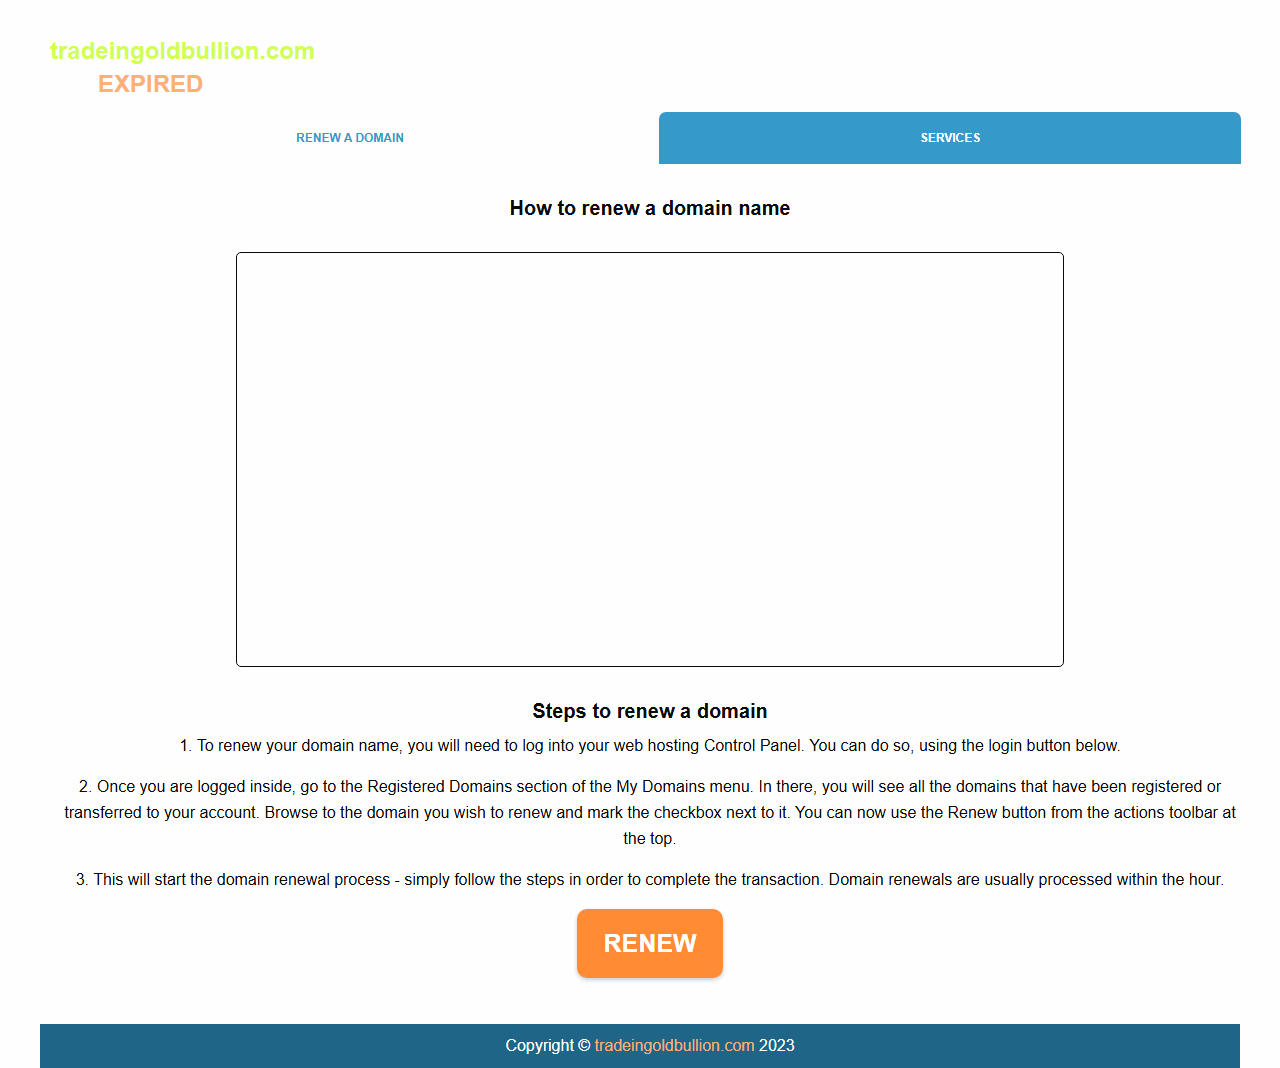 tradeingoldbullion.com
EXPIRED
RENEW A DOMAIN
SERVICES
How to renew a domain name
Steps to renew a domain
1. To renew your domain name, you will need to log into your web hosting Control Panel. You can do so, using the login button below.
2. Once you are logged inside, go to the Registered Domains section of the My Domains menu. In there, you will see all the domains that have been registered or
transferred to your account. Browse to the domain you wish to renew and mark the checkbox next to it. You can now use the Renew button from the actions toolbar at
the top.
3. This will start the domain renewal process - simply follow the steps in order to complete the transaction. Domain renewals are usually processed within the hour.
RENEW
Copyright © tradeingoldbullion.com 2023